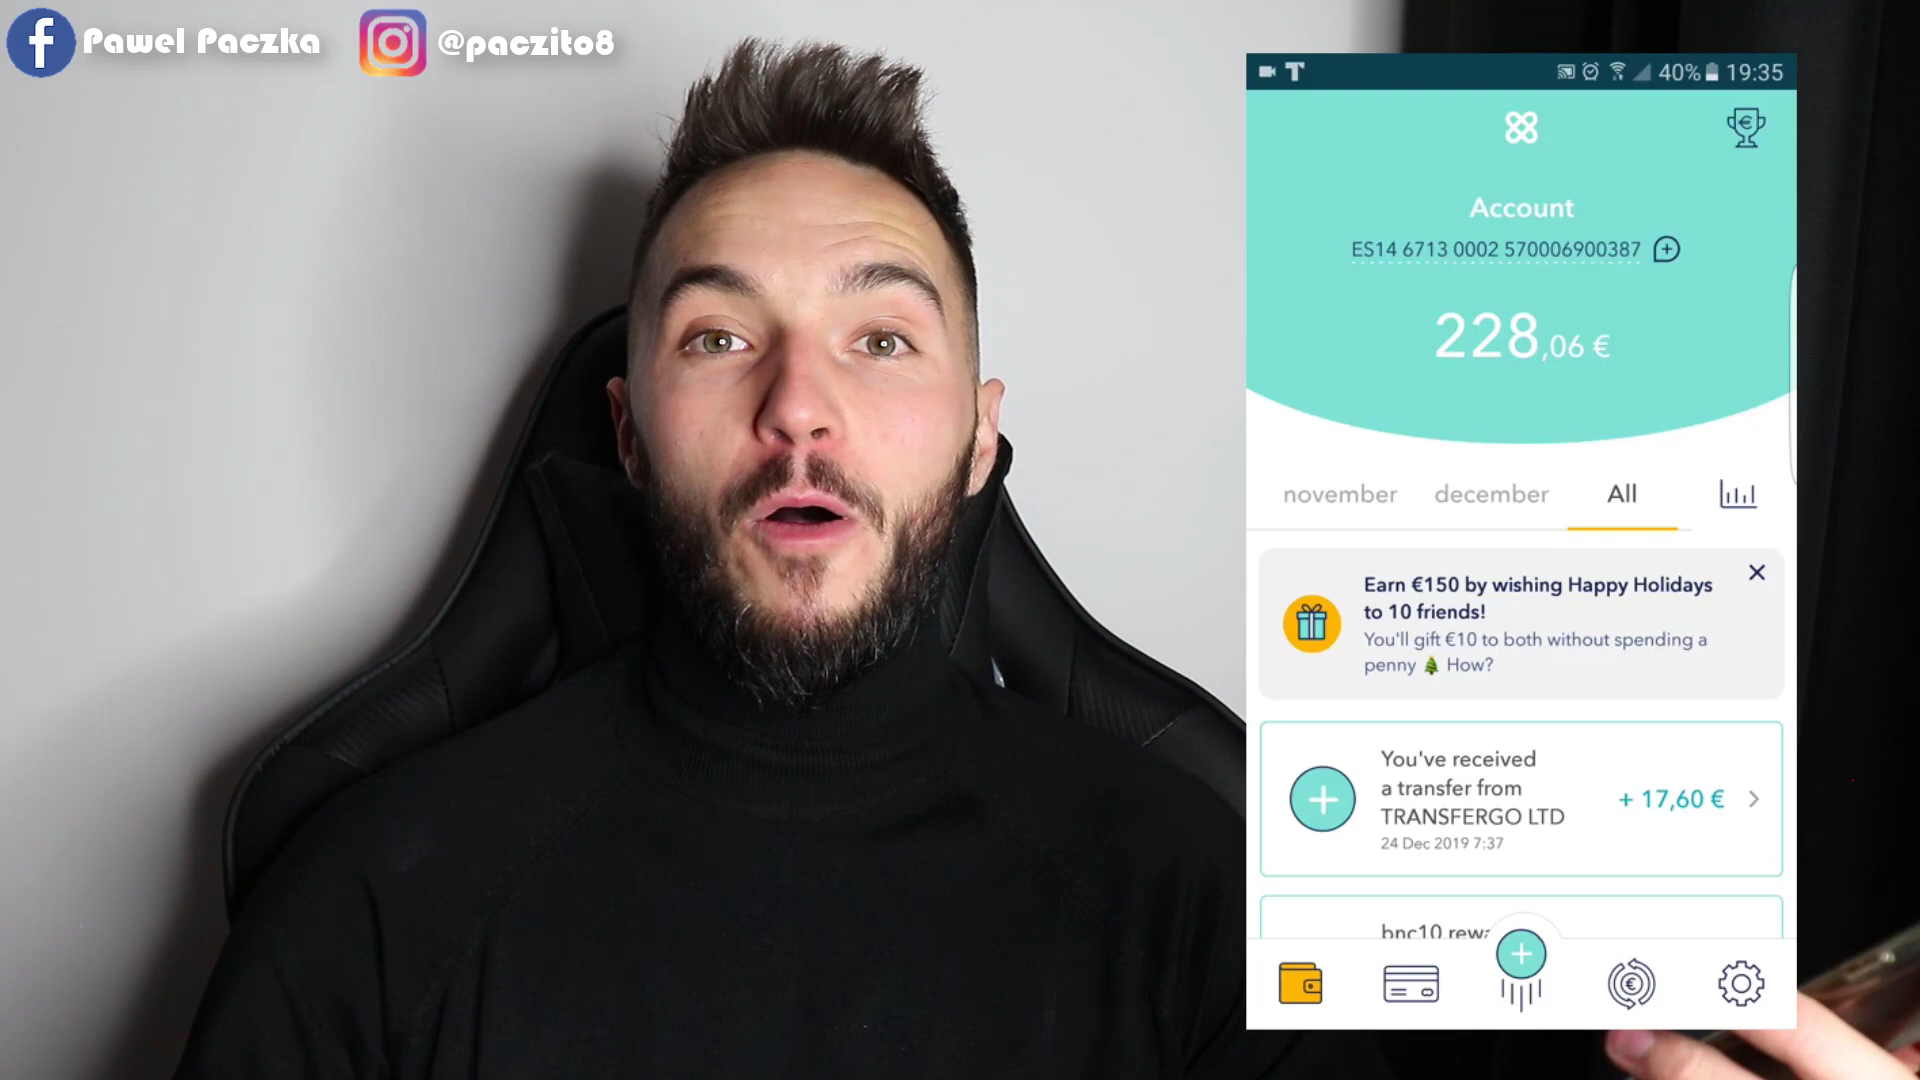 Pawel Paczka
@paczito8
40% 19:35
Account
ES14 6713 0002 570006900387
228,06 €
november december All
Earn €150 by wishing Happy Holidays
to 10 friends!
You'll gift €10 to both without spending a
penny 🎄 How?
You've received
a transfer from
TRANSFERGO LTD
24 Dec 2019 7:37
+ 17,60 €
bnc10